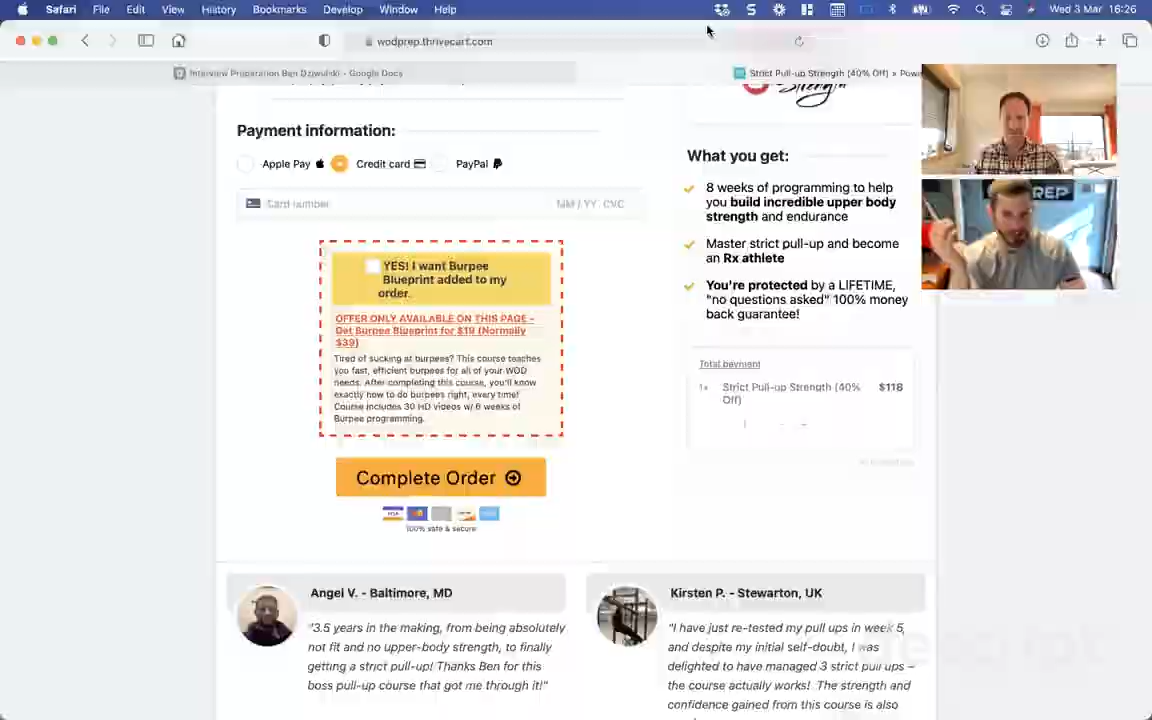 Safari File Edit View History Bookmarks Develop Window Help
Wed 3 Mar 16:26
wodprep.thrivecart.com
Interview Preparation Ben Dziwulski - Google Docs
Strict Pull-up Strength (40% Off) »
Strength
REP
Payment information:
Apple Pay Credit card PayPal
Card number MM / YY CVC
YES! I want Burpee
Blueprint added to my
order.
OFFER ONLY AVAILABLE ON THIS PAGE -
Get Burpee Blueprint for $19 (Normally
$39)
Tired of sucking at burpees? This course teaches
you fast, efficient burpees for all of your WOD
needs. After completing this course, you'll know
exactly how to do burpees right, every time!
Course includes 30 HD videos w/ 6 weeks of
Burpee programming.
Complete Order
VISA
100% safe & secure
What you get:
8 weeks of programming to help
you build incredible upper body
strength and endurance
Master strict pull-up and become
an Rx athlete
You're protected by a LIFETIME,
"no questions asked" 100% money
back guarantee!
Total payment
1× Strict Pull-up Strength (40% $118
Off)
Angel V. - Baltimore, MD
"3.5 years in the making, from being absolutely
not fit and no upper-body strength, to finally
getting a strict pull-up! Thanks Ben for this
boss pull-up course that got me through it!"
Kirsten P. - Stewarton, UK
"I have just re-tested my pull ups in week 5,
and despite my initial self-doubt, I was
delighted to have managed 3 strict pull ups –
the course actually works! The strength and
confidence gained from this course is also